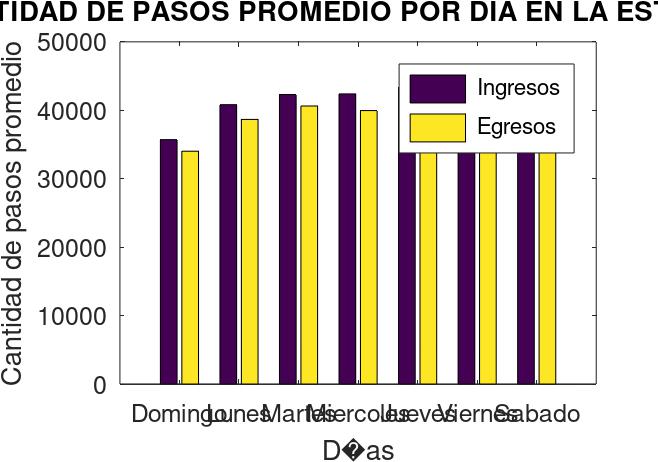 TIDAD DE PASOS PROMEDIO POR DIA EN LA EST
Cantidad de pasos promedio
50000
40000
30000
20000
10000
0
Ingresos
Egresos
Domingo Lunes Martes Miercoles Jueves Viernes Sabado
D�as